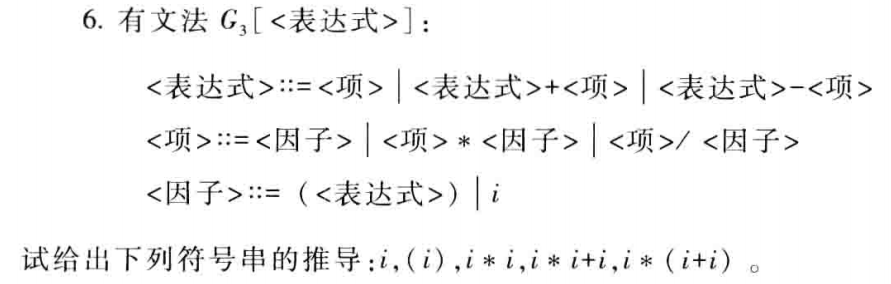 6. 有文法 G₃[<表达式>]:
<表达式>::=<项>|<表达式>+<项>|<表达式>-<项>
<项>::=<因子>|<项>*<因子>|<项>/<因子>
<因子>::=(<表达式>)|i
试给出下列符号串的推导:i,(i),i*i,i*i+i,i*(i+i)。